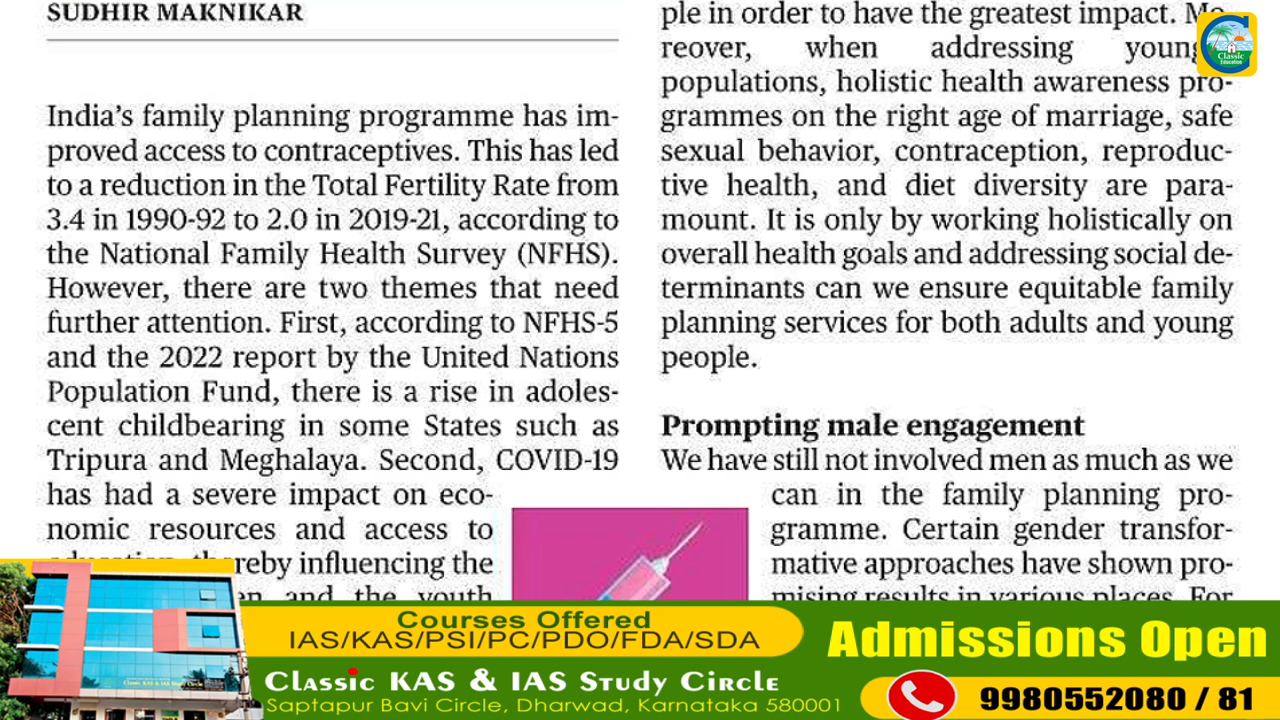 SUDHIR MAKNIKAR
India's family planning programme has im-
proved access to contraceptives. This has led
to a reduction in the Total Fertility Rate from
3.4 in 1990-92 to 2.0 in 2019-21, according to
the National Family Health Survey (NFHS).
However, there are two themes that need
further attention. First, according to NFHS-5
and the 2022 report by the United Nations
Population Fund, there is a rise in adoles-
cent childbearing in some States such as
Tripura and Meghalaya. Second, COVID-19
has had a severe impact on eco-
nomic resources and access to
influencing the
and the youth
ple in order to have the greatest impact. Mo-
reover, when addressing young
populations, holistic health awareness pro-
grammes on the right age of marriage, safe
sexual behavior, contraception, reproduc-
tive health, and diet diversity are para-
mount. It is only by working holistically on
overall health goals and addressing social de-
terminants can we ensure equitable family
planning services for both adults and young
people.
Prompting male engagement
We have still not involved men as much as we
can in the family planning pro-
gramme. Certain gender transfor-
mative approaches have shown pro-
mising results in various places. For
Classic
Education
Courses Offered
IAS/KAS/PSI/PC/PDO/FDA/SDA
Classic KAS & IAS Study Circle
Saptapur Bavi Circle, Dharwad, Karnataka 580001
Admissions Open
9980552080 / 81